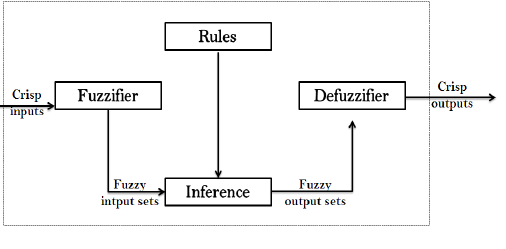 Rules
Crisp
inputs
Fuzzifier
Defuzzifier
Crisp
outputs
Fuzzy
intput sets
Inference
Fuzzy
output sets